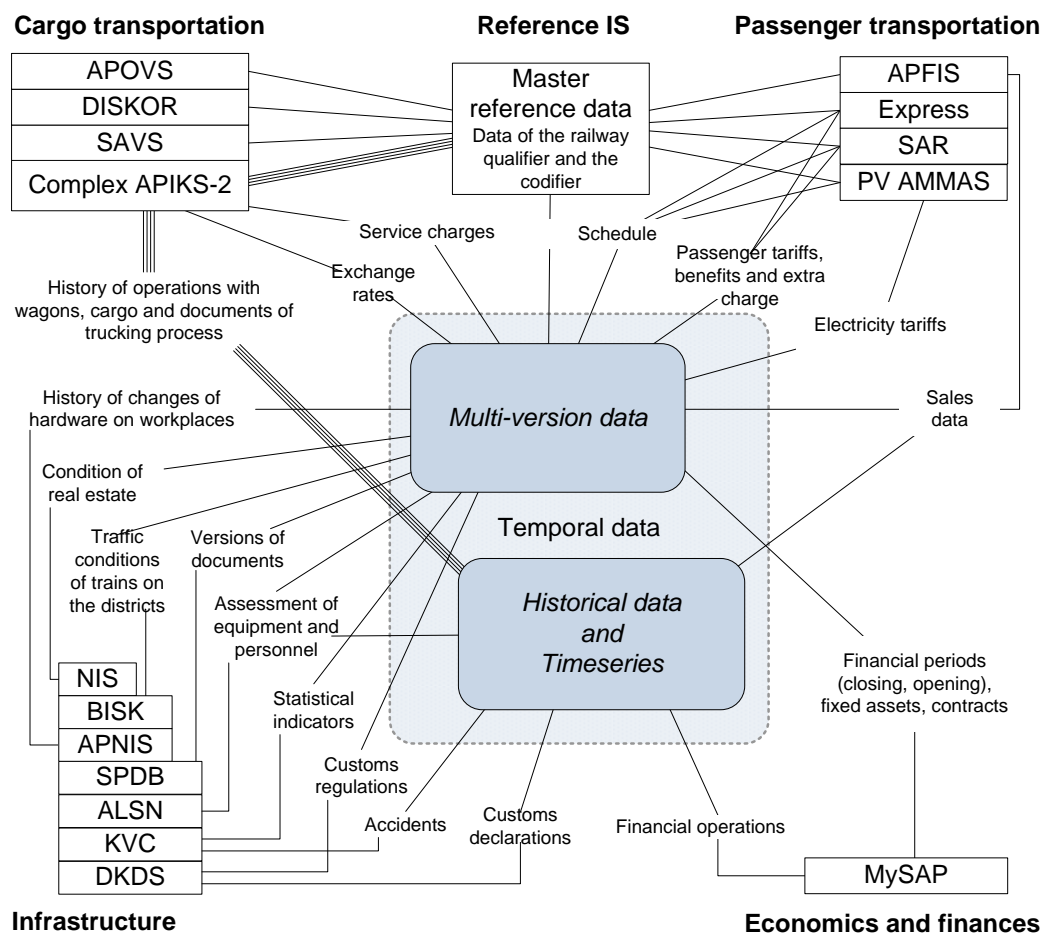 Cargo transportation
Reference IS
Passenger transportation
APOVS
DISKOR
SAVS
Complex APIKS-2
Master
reference data
Data of the railway
qualifier and the
codifier
APFIS
Express
SAR
PV AMMAS
Service charges
Schedule
Exchange
rates
Passenger tariffs,
benefits and extra
charge
History of operations with
wagons, cargo and documents of
trucking process
Electricity tariffs
History of changes of
hardware on workplaces
Multi-version data
Sales
data
Condition of
real estate
Traffic
conditions
of trains on
the districts
Versions of
documents
Temporal data
Assessment of
equipment and
personnel
Historical data
and
Timeseries
Financial periods
(closing, opening),
fixed assets, contracts
Statistical
indicators
NIS
BISK
APNIS
SPDB
ALSN
KVC
DKDS
Customs
regulations
Accidents
Customs
declarations
Financial operations
MySAP
Infrastructure
Economics and finances